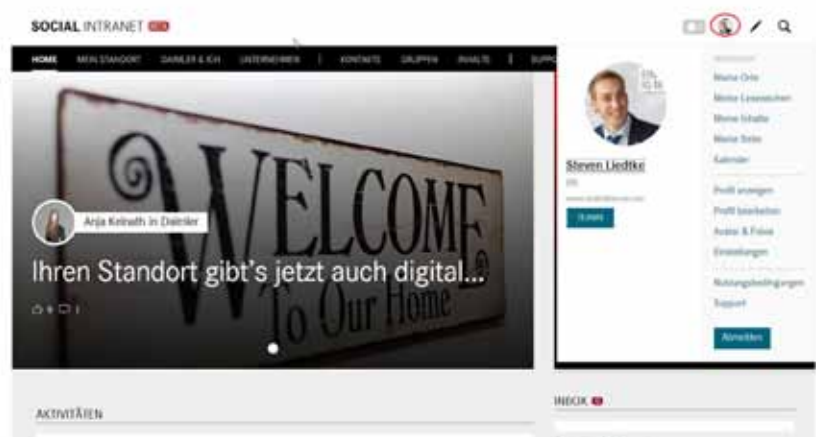 SOCIAL INTRANET
HOME MEIN STANDORT DAIMLER & ICH UNTERNEHMEN | KONTAKTE GRUPPEN INHALTE | SUPPO
WELCOME
To Our Home
Anja Kelrath in Daimler
Ihren Standort gibt's jetzt auch digital...
Steven Liedtke
Meine Orte
Meine Lesezeichen
Meine Inhalte
Meine Seite
Kalender
Profil anzeigen
Profil bearbeiten
Avatar & Fotos
Einstellungen
Nutzungsbedingungen
Support
Abmelden
AKTIVITÄTEN
INBOX